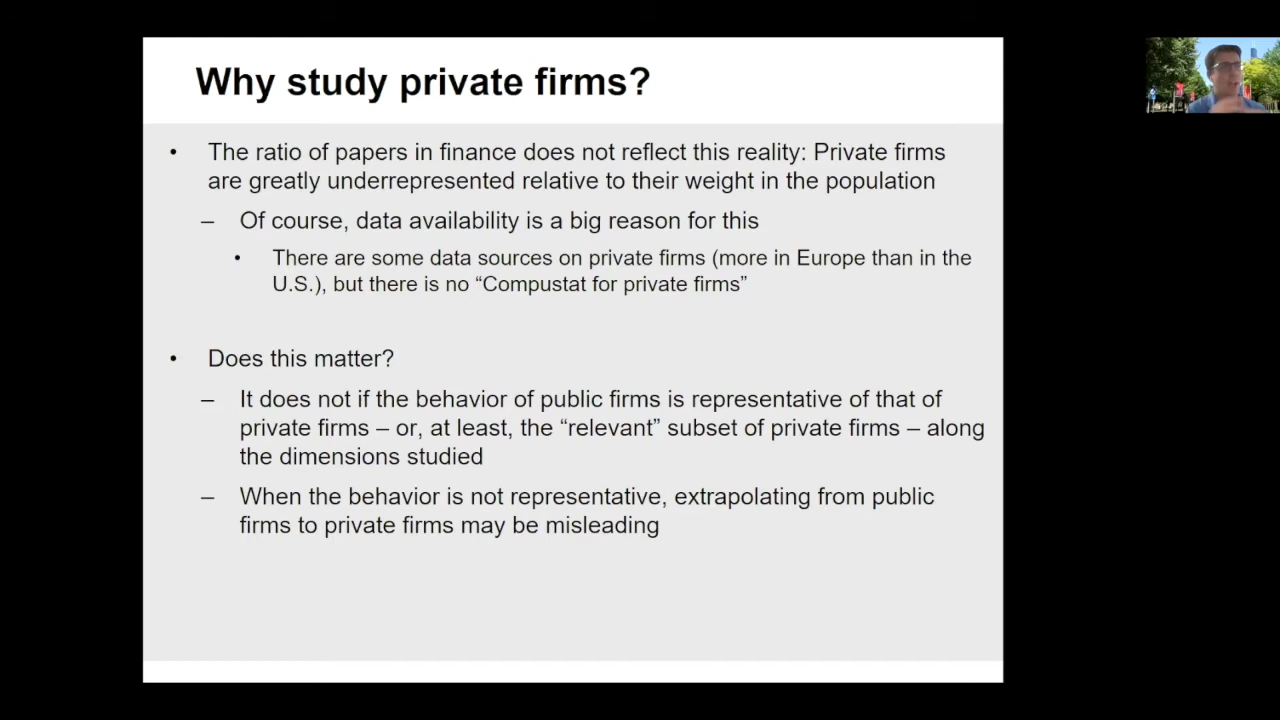 Why study private firms?
• The ratio of papers in finance does not reflect this reality: Private firms
are greatly underrepresented relative to their weight in the population
– Of course, data availability is a big reason for this
• There are some data sources on private firms (more in Europe than in the
U.S.), but there is no “Compustat for private firms”
• Does this matter?
– It does not if the behavior of public firms is representative of that of
private firms – or, at least, the “relevant” subset of private firms – along
the dimensions studied
– When the behavior is not representative, extrapolating from public
firms to private firms may be misleading